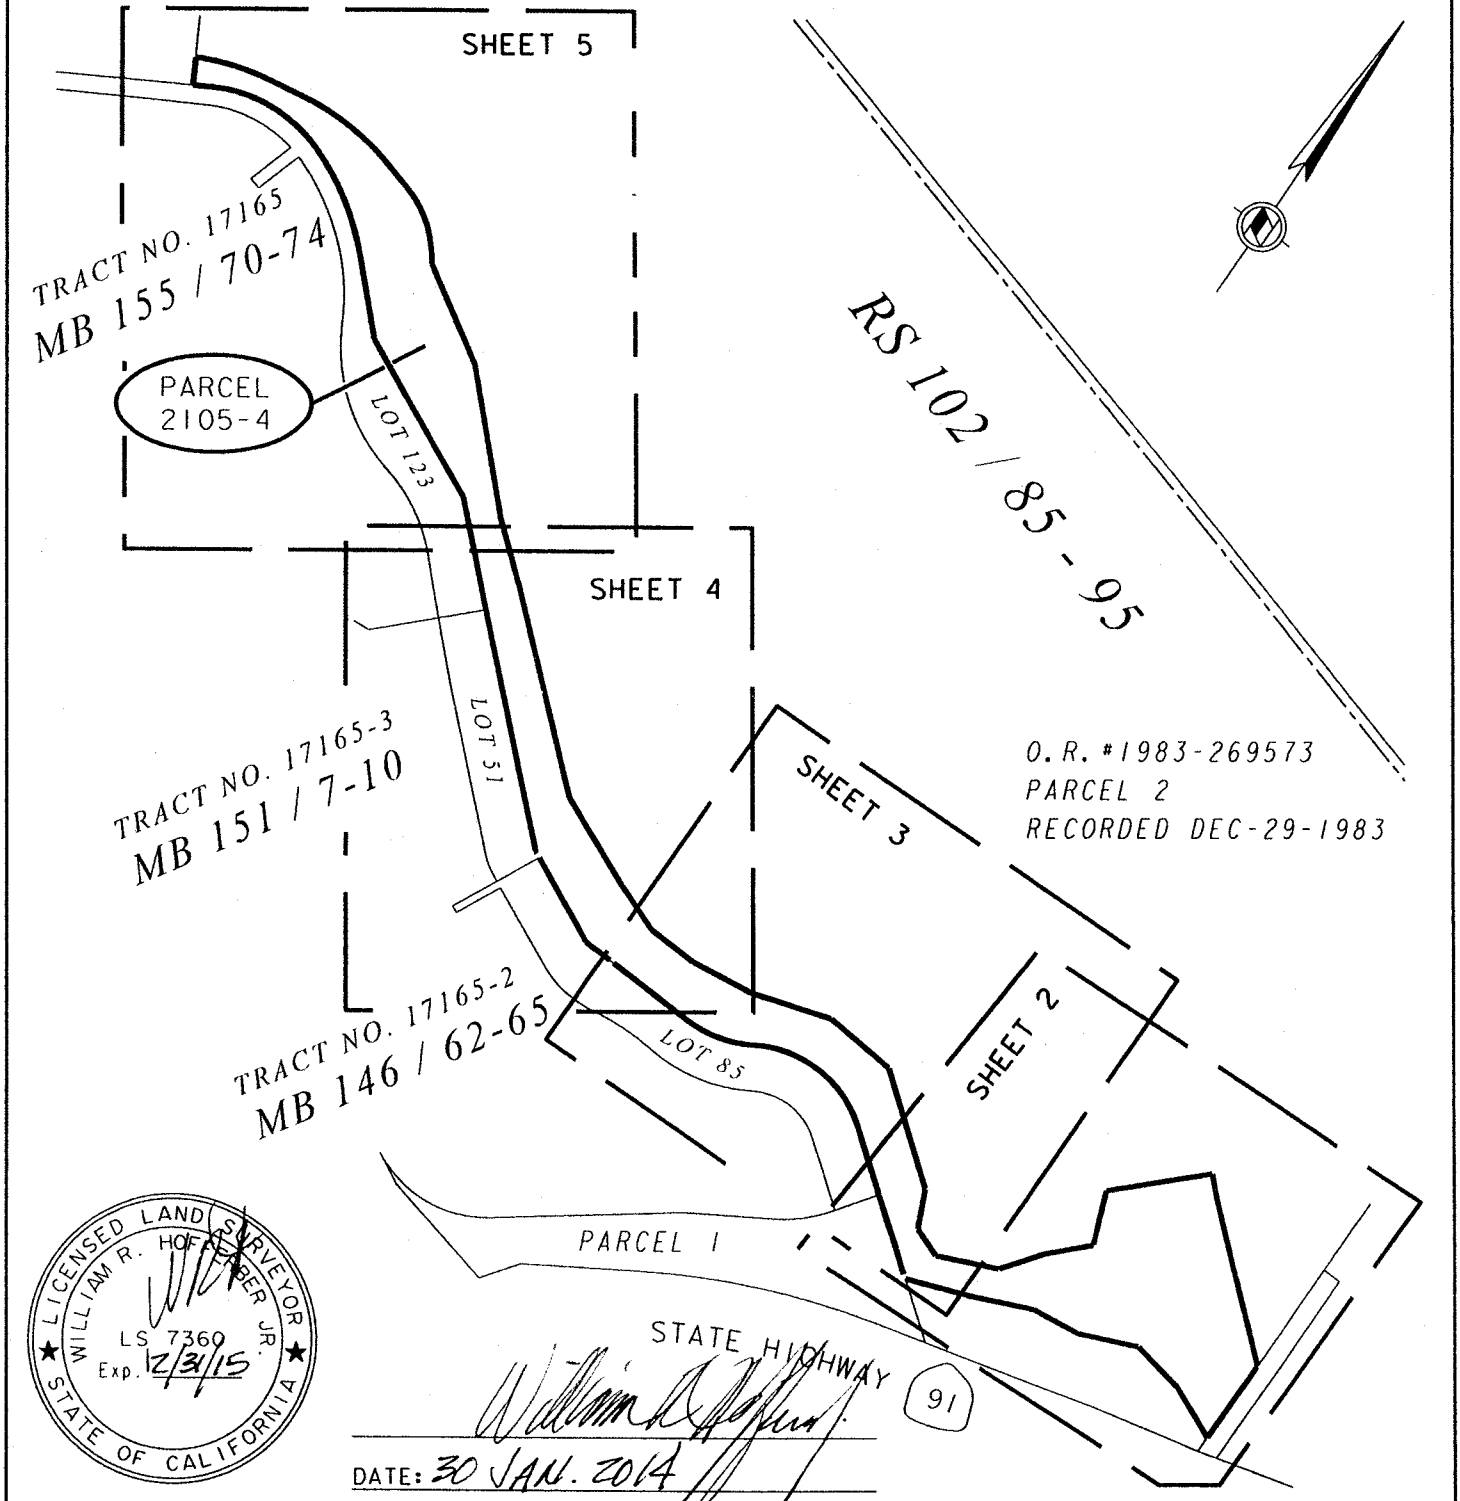 SHEET 5
TRACT NO. 17165
MB 155 / 70-74
PARCEL
2105-4
LOT 123
RS 102 / 85 - 95
SHEET 4
LOT 51
TRACT NO. 17165-3
MB 151 / 7-10
SHEET 3
O.R. #1983-269573
PARCEL 2
RECORDED DEC-29-1983
TRACT NO. 17165-2
MB 146 / 62-65
LOT 85
SHEET 2
PARCEL 1
STATE HIGHWAY
91
LICENSED LAND SURVEYOR
WILLIAM R. HOFFERBER JR.
LS 7360
Exp. 12/31/15
STATE OF CALIFORNIA
DATE: 30 JAN. 2014